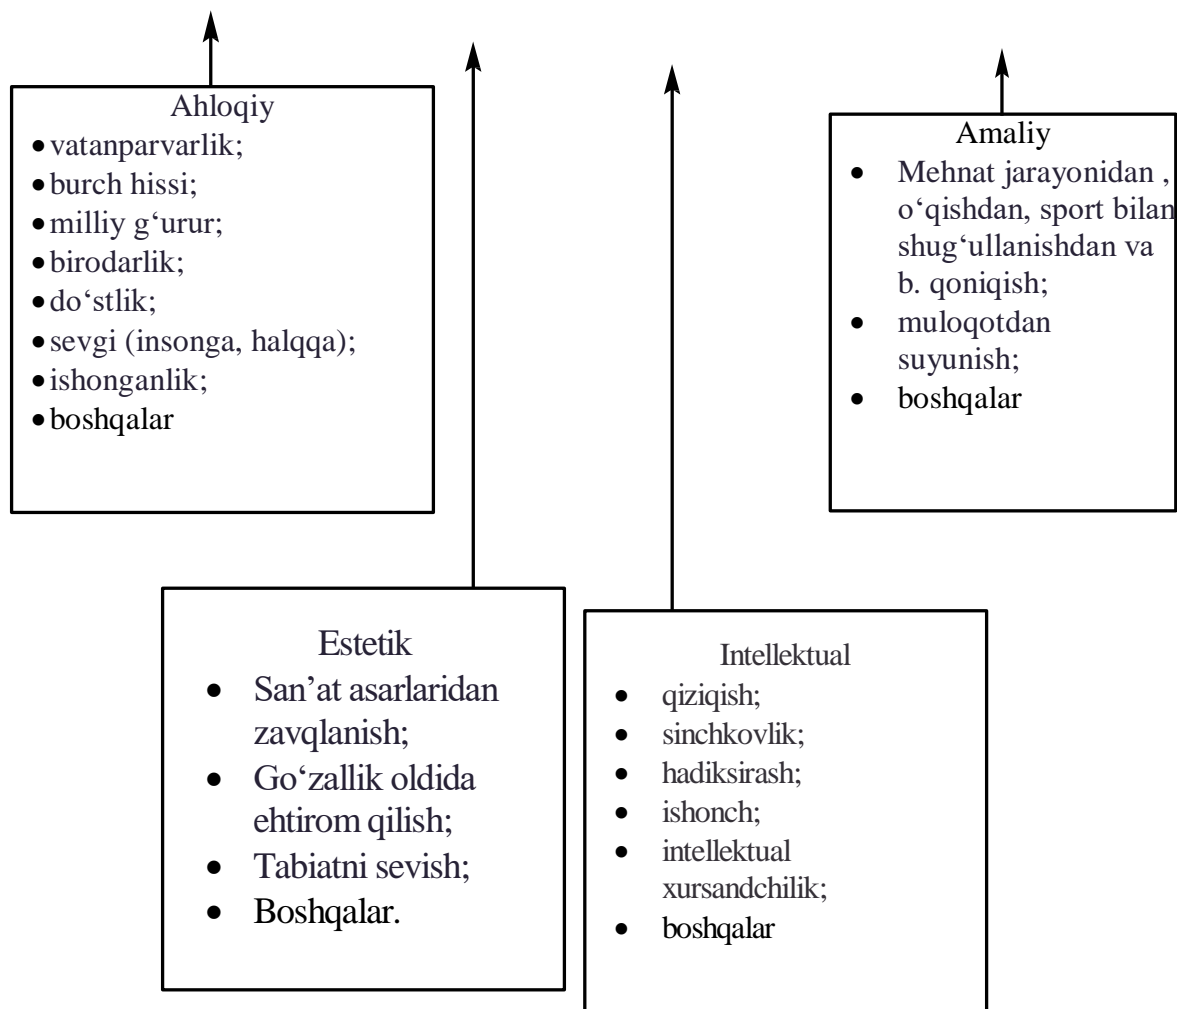 Ahloqiy
• vatanparvarlik;
• burch hissi;
• milliy g‘urur;
• birodarlik;
• do‘stlik;
• sevgi (insonga, halqqa);
• ishonganlik;
• boshqalar
Amaliy
• Mehnat jarayonidan ,
o‘qishdan, sport bilan
shug‘ullanishdan va
b. qoniqish;
• muloqotdan
suyunish;
• boshqalar
Estetik
• San’at asarlaridan
zavqlanish;
• Go‘zallik oldida
ehtirom qilish;
• Tabiatni sevish;
• Boshqalar.
Intellektual
• qiziqish;
• sinchkovlik;
• hadiksirash;
• ishonch;
• intellektual
xursandchilik;
• boshqalar